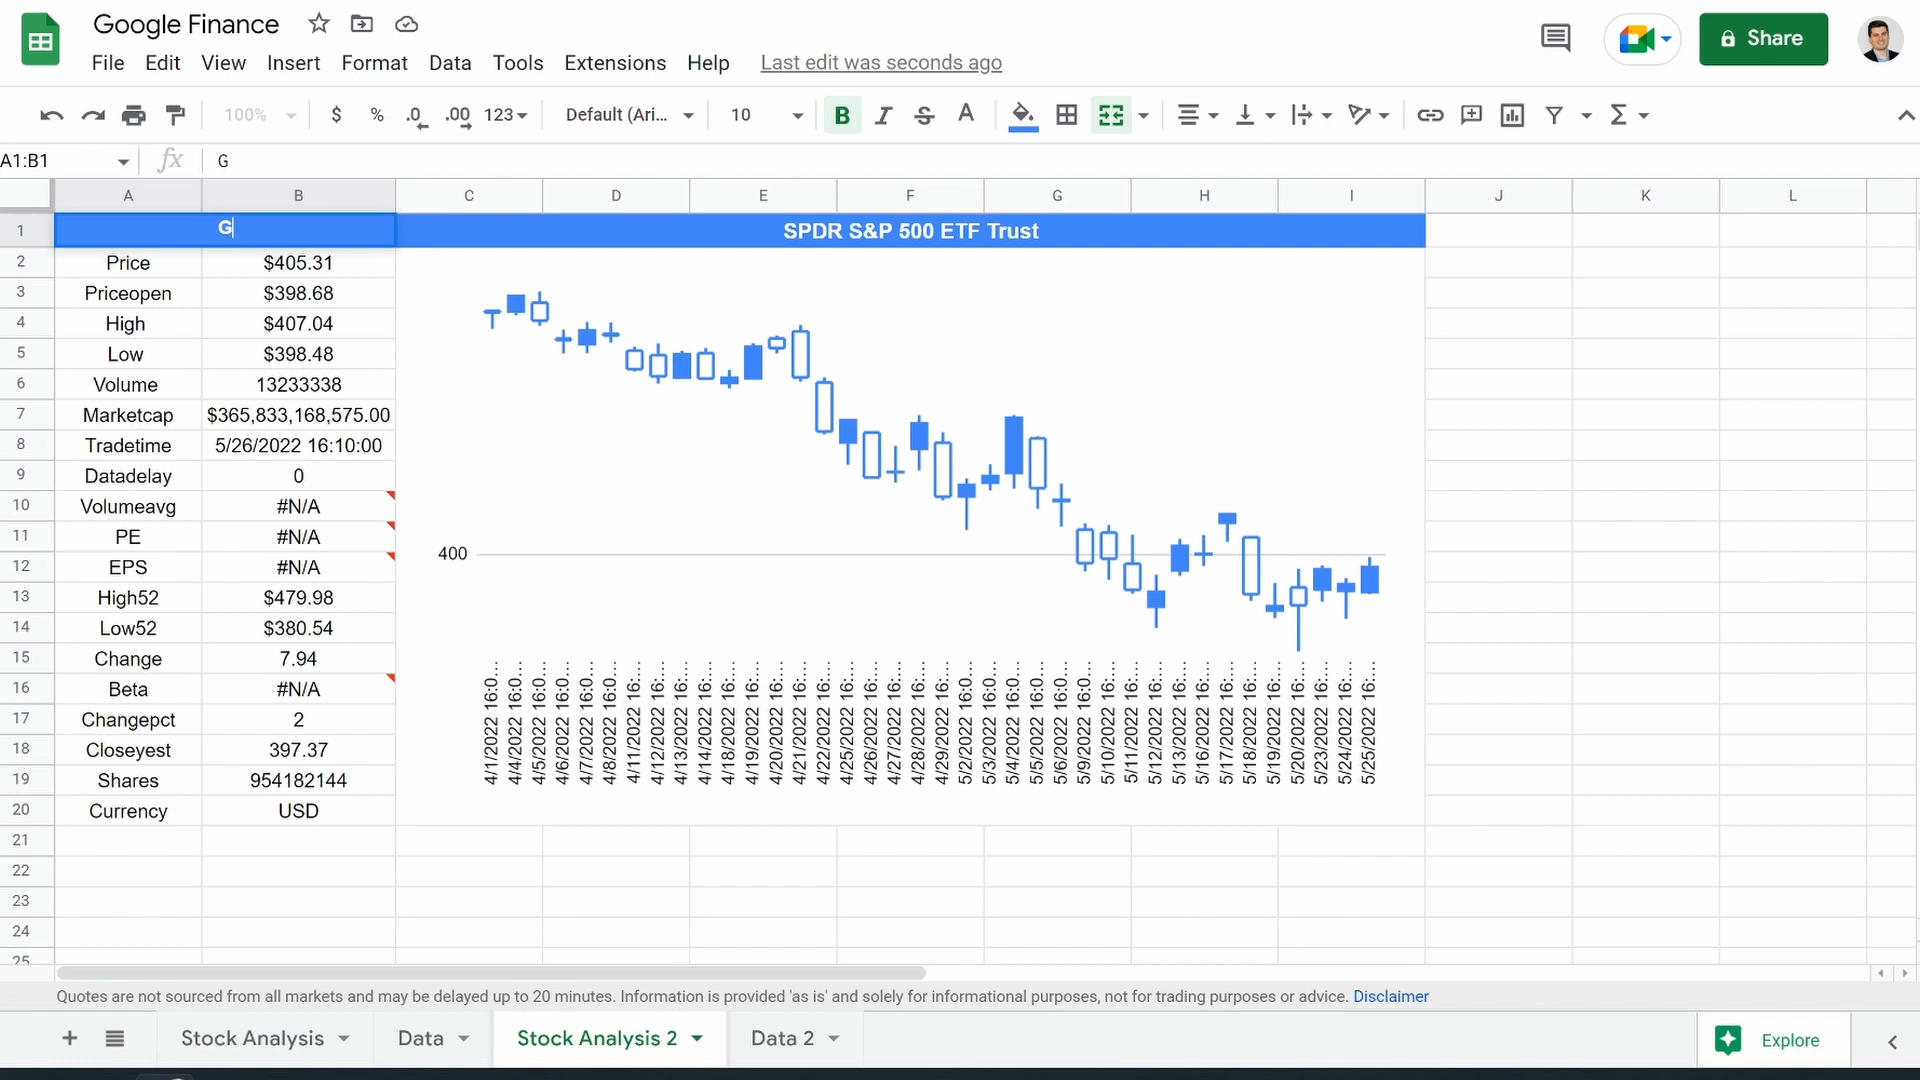 Google Finance
File Edit View Insert Format Data Tools Extensions Help Last edit was seconds ago
Share
100% $ % .0 .00 123 Default (Ari... 10 B I S A
A1:B1 fx G
A B C D E F G H I J K L
1 G SPDR S&P 500 ETF Trust
2 Price $405.31
3 Priceopen $398.68
4 High $407.04
5 Low $398.48
6 Volume 13233338
7 Marketcap $365,833,168,575.00
8 Tradetime 5/26/2022 16:10:00
9 Datadelay 0
10 Volumeavg #N/A
11 PE #N/A
12 EPS #N/A
13 High52 $479.98
14 Low52 $380.54
15 Change 7.94
16 Beta #N/A
17 Changepct 2
18 Closeyest 397.37
19 Shares 954182144
20 Currency USD
21
22
23
24
25
400
4/1/2022 16:0...
4/4/2022 16:0...
4/5/2022 16:0...
4/6/2022 16:0...
4/7/2022 16:0...
4/8/2022 16:0...
4/11/2022 16:...
4/12/2022 16:...
4/13/2022 16:...
4/14/2022 16:...
4/18/2022 16:...
4/19/2022 16:...
4/20/2022 16:...
4/21/2022 16:...
4/22/2022 16:...
4/25/2022 16:...
4/26/2022 16:...
4/27/2022 16:...
4/28/2022 16:...
4/29/2022 16:...
5/2/2022 16:0...
5/3/2022 16:0...
5/4/2022 16:0...
5/5/2022 16:0...
5/6/2022 16:0...
5/9/2022 16:0...
5/10/2022 16:...
5/11/2022 16:...
5/12/2022 16:...
5/13/2022 16:...
5/16/2022 16:...
5/17/2022 16:...
5/18/2022 16:...
5/19/2022 16:...
5/20/2022 16:...
5/23/2022 16:...
5/24/2022 16:...
5/25/2022 16:...
Quotes are not sourced from all markets and may be delayed up to 20 minutes. Information is provided 'as is' and solely for informational purposes, not for trading purposes or advice. Disclaimer
Stock Analysis Data Stock Analysis 2 Data 2 Explore